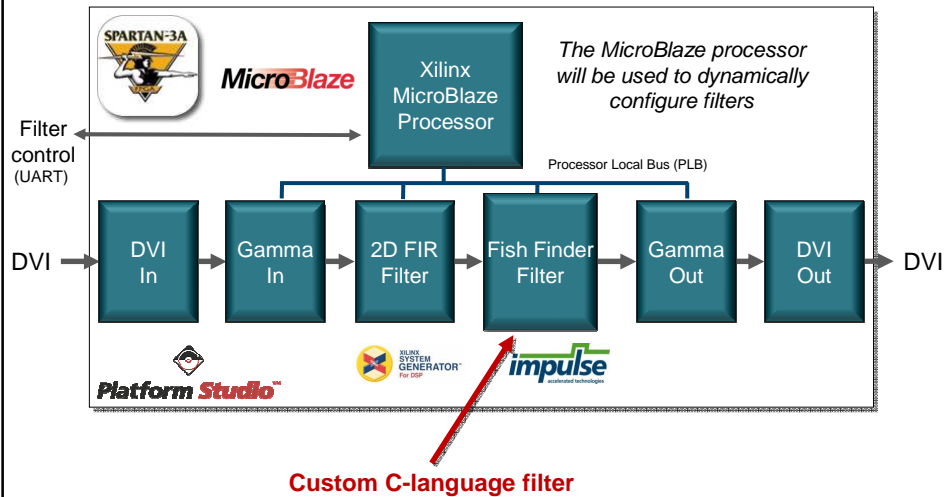 SPARTAN-3A
MicroBlaze
Xilinx
MicroBlaze
Processor
The MicroBlaze processor
will be used to dynamically
configure filters
Filter
control
(UART)
Processor Local Bus (PLB)
DVI
DVI
In
Gamma
In
2D FIR
Filter
Fish Finder
Filter
Gamma
Out
DVI
Out
DVI
Platform Studio™
XILINX
SYSTEM
GENERATOR™
For DSP
impulse
accelerated technologies
Custom C-language filter